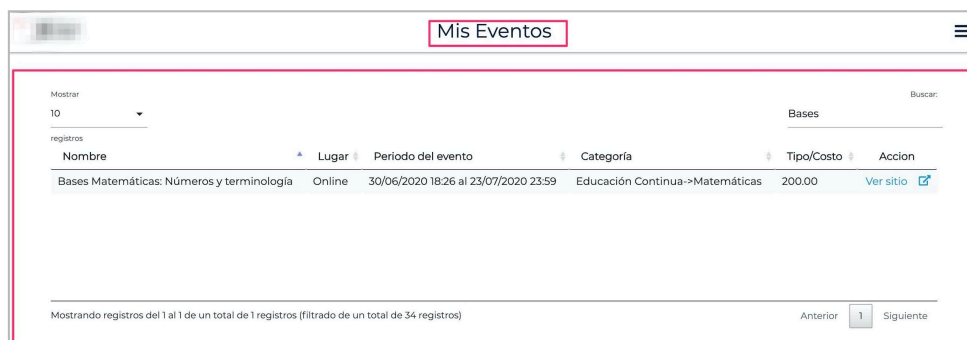 Mis Eventos
Mostrar
Buscar:
10
Bases
registros
Nombre Lugar Periodo del evento Categoría Tipo/Costo Accion
Bases Matemáticas: Números y terminología Online 30/06/2020 18:26 al 23/07/2020 23:59 Educación Continua->Matemáticas 200.00 Ver sitio
Mostrando registros del 1 al 1 de un total de 1 registros (filtrado de un total de 34 registros) Anterior 1 Siguiente